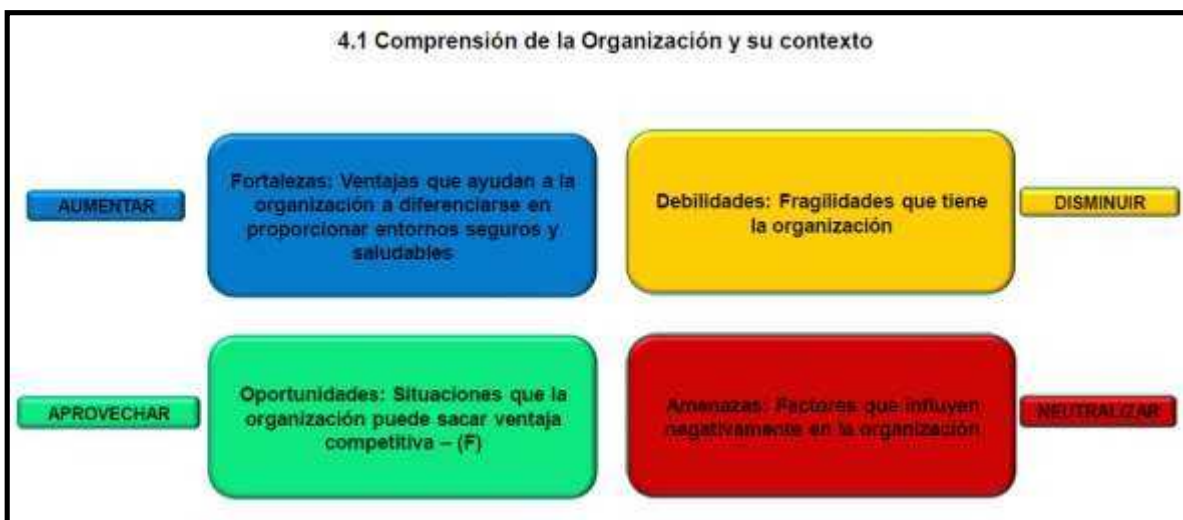 4.1 Comprensión de la Organización y su contexto
AUMENTAR
Fortalezas: Ventajas que ayudan a la
organización a diferenciarse en
proporcionar entornos seguros y
saludables
Debilidades: Fragilidades que tiene
la organización
DISMINUIR
APROVECHAR
Oportunidades: Situaciones que la
organización puede sacar ventaja
competitiva – (F)
Amenazas: Factores que influyen
negativamente en la organización
NEUTRALIZAR